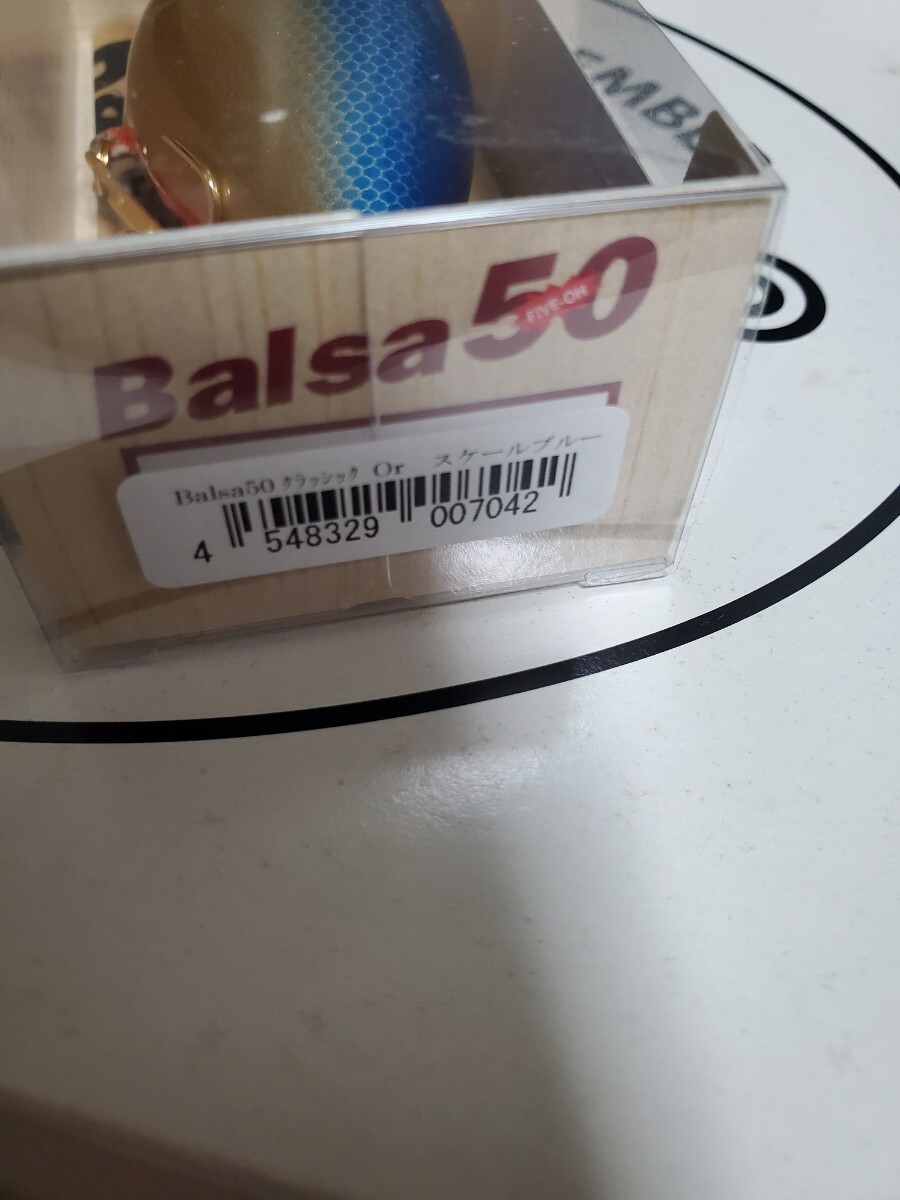 Balsa50
FIVE-OH
Balsa50 ｸﾗｯｼｯｸ Or スケールブルー
4 548329 007042